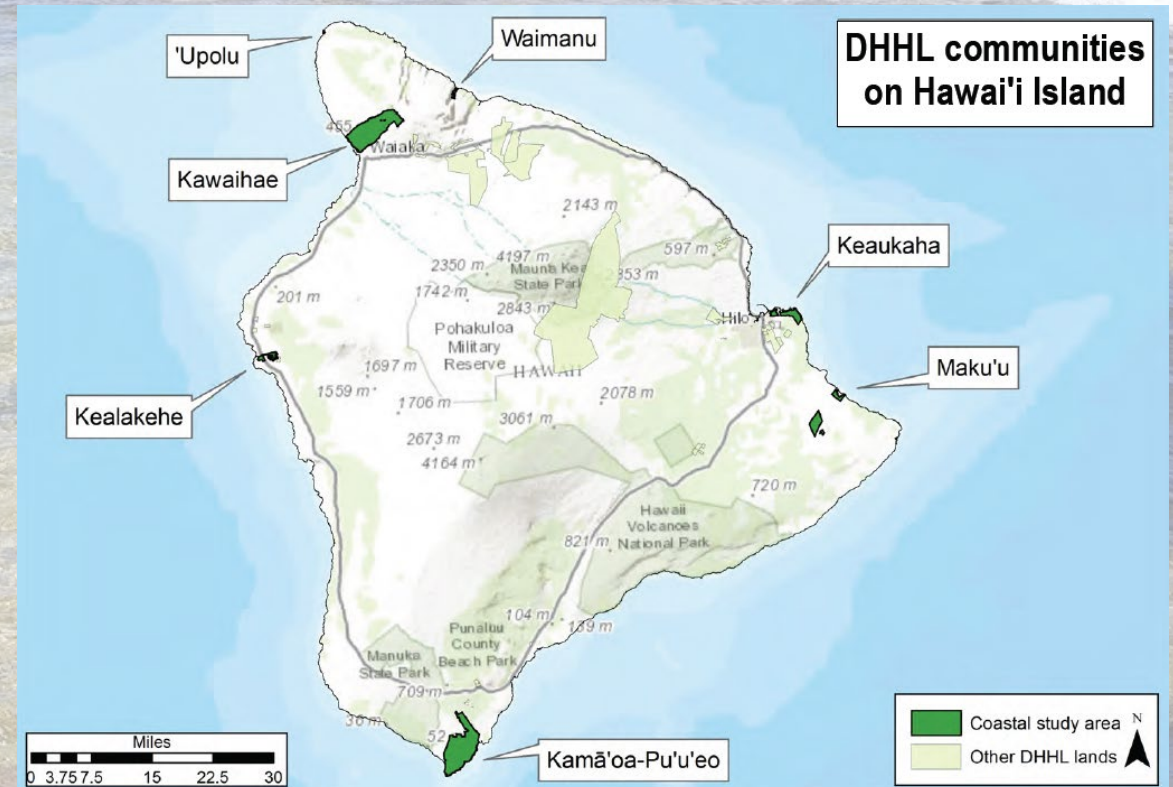 DHHL communities
on Hawai'i Island
'Upolu
Waimanu
Kawaihae
Waiaka
2143 m
Keaukaha
597 m
4197 m
2350 m
Mauna Kea
State Park
353 m
201 m
1742 m
2843 m
Hilo
Pohakuloa
Military
Reserve
HAWAII
1697 m
Maku'u
1559 m
1706 m
2078 m
Kealakehe
3061 m
2673 m
4164 m
720 m
Hawaii
Volcanoes
National Park
821 m
104 m
139 m
Punaluu
County
Beach Park
Manuka
State Park
709 m
36 m
52
Kamā'oa-Pu'u'eo
Miles
0 3.75 7.5 15 22.5 30
Coastal study area
N
Other DHHL lands